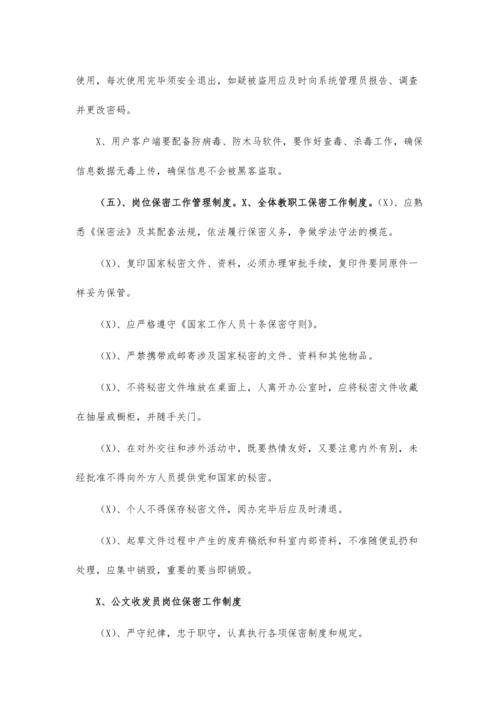 使用，每次使用完毕须安全退出，如疑被盗用应及时向系统管理员报告、调查
并更改密码。
X、用户客户端要配备防病毒、防木马软件，要作好查毒、杀毒工作，确保
信息数据无毒上传，确保信息不会被黑客盗取。
（五）、岗位保密工作管理制度。X、全体教职工保密工作制度。（X）、应熟
悉《保密法》及其配套法规，依法履行保密义务，争做学法守法的模范。
（X）、复印国家秘密文件、资料，必须办理审批手续，复印件要同原件一
样妥为保管。
（X）、应严格遵守《国家工作人员十条保密守则》。
（X）、严禁携带或邮寄涉及国家秘密的文件、资料和其他物品。
（X）、不将秘密文件堆放在桌面上，人离开办公室时，应将秘密文件收藏
在抽屉或橱柜，并随手关门。
（X）、在对外交往和涉外活动中，既要热情友好，又要注意内外有别，未
经批准不得向外方人员提供党和国家的秘密。
（X）、个人不得保存秘密文件，阅办完毕后应及时清退。
（X）、起草文件过程中产生的废弃稿纸和科室内部资料，不准随便乱扔和
处理，应集中销毁，重要的要当即销毁。
X、公文收发员岗位保密工作制度
（X）、严守纪律，忠于职守，认真执行各项保密制度和规定。